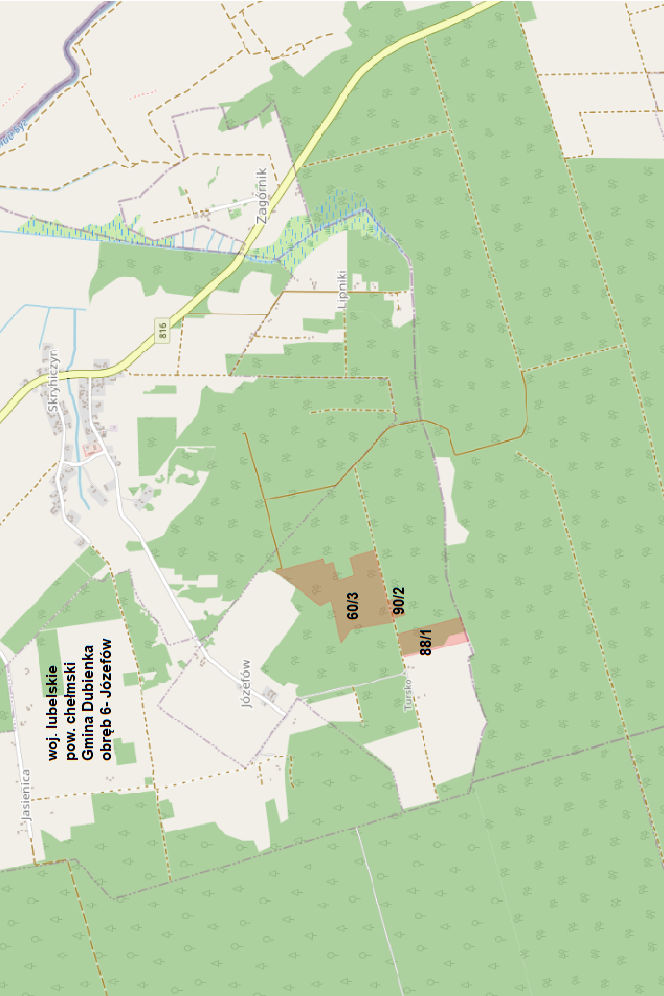 Zagórnik
Lipniki
816
Skryhiczyn
60/3
90/2
88/1
woj. lubelskie
pow. chełmski
Gmina Dubienka
obręb 6- Józefów
Józefów
Tursko
Jasienica